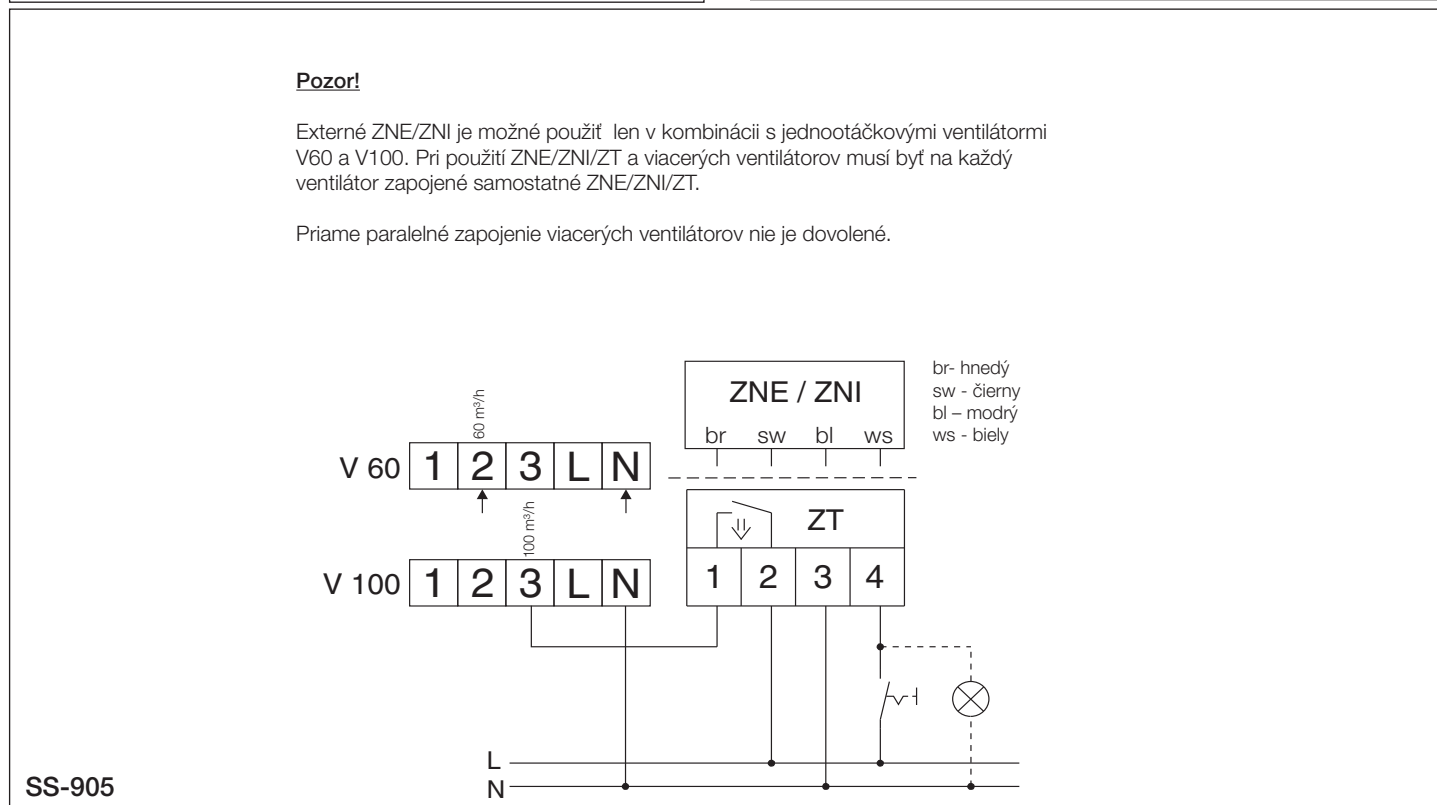 Pozor!
Externé ZNE/ZNI je možné použiť len v kombinácii s jednootáčkovými ventilátormi
V60 a V100. Pri použití ZNE/ZNI/ZT a viacerých ventilátorov musí byť na každý
ventilátor zapojené samostatné ZNE/ZNI/ZT.
Priame paralelné zapojenie viacerých ventilátorov nie je dovolené.
ZNE / ZNI
br sw bl ws
br- hnedý
sw - čierny
bl – modrý
ws - biely
60 m³/h
V 60 1 2 3 L N
ZT
1 2 3 4
100 m³/h
V 100 1 2 3 L N
L
N
SS-905